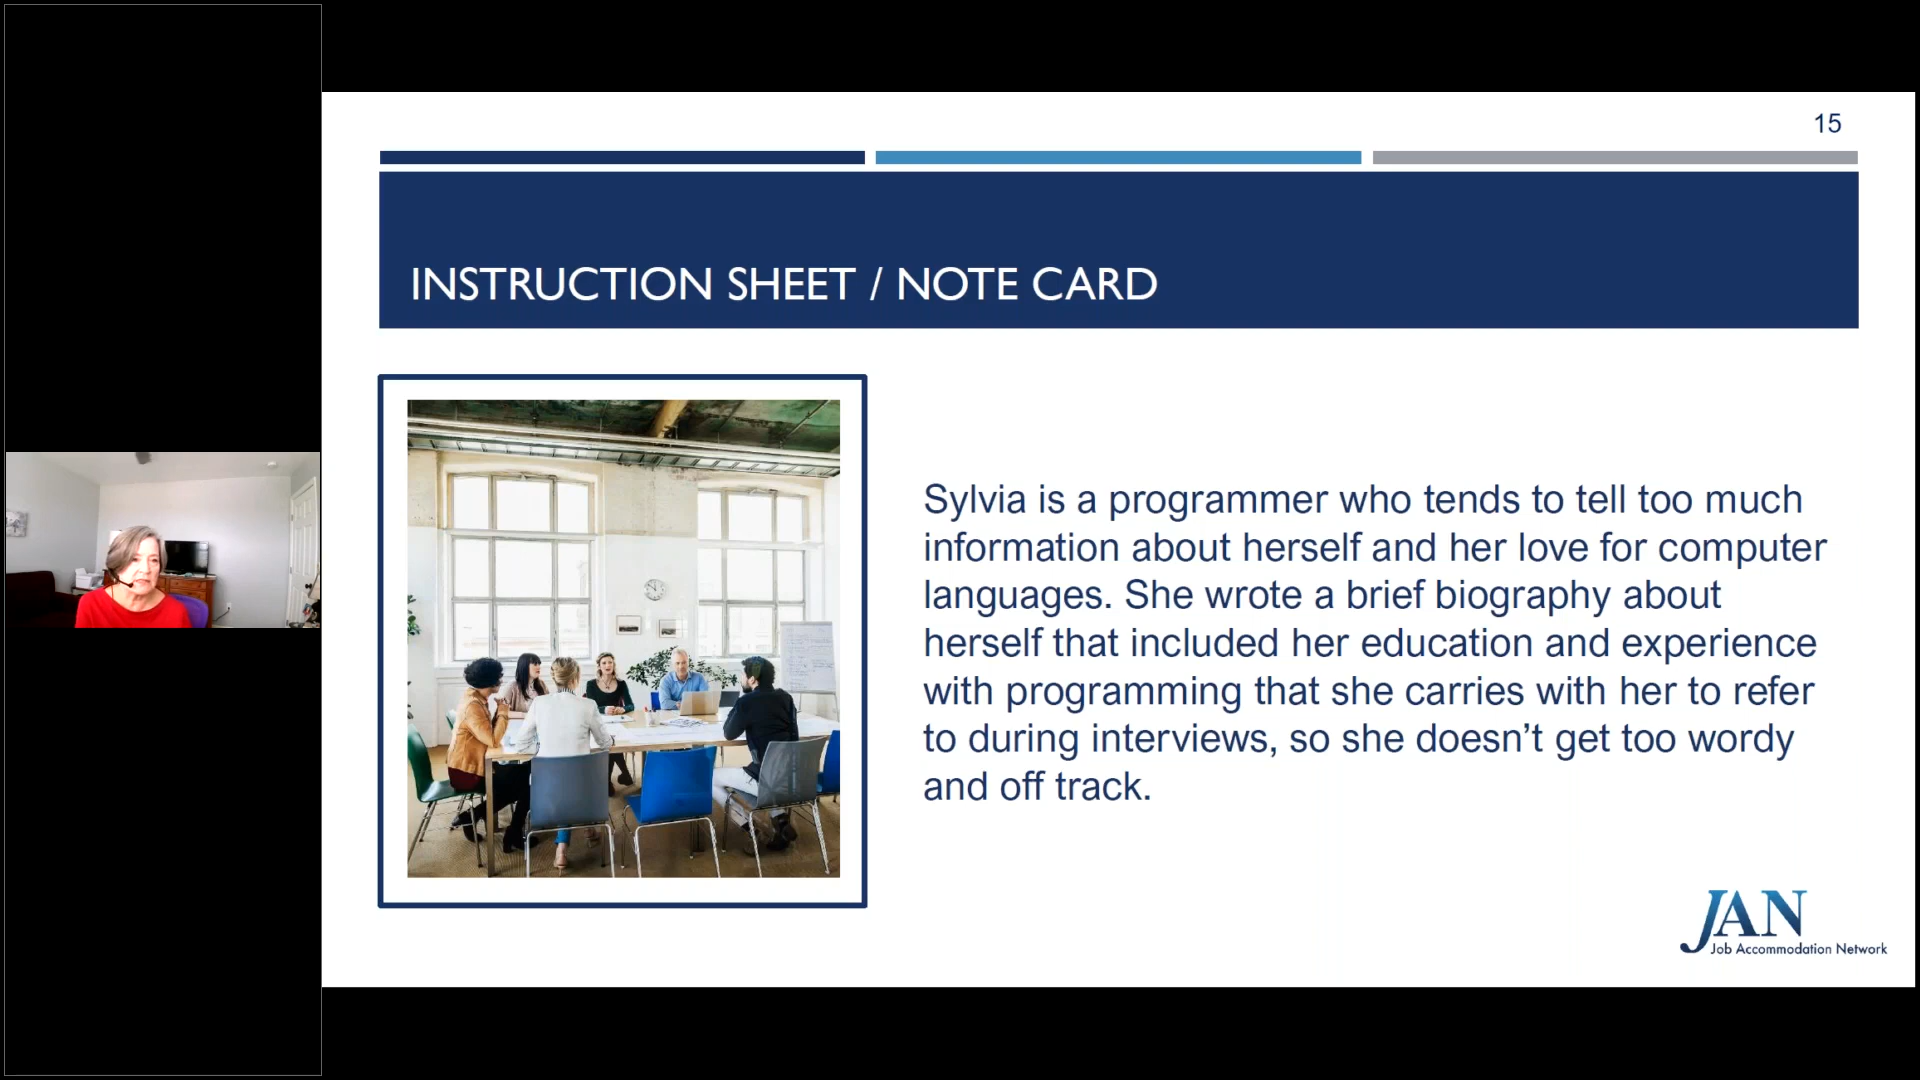 15
INSTRUCTION SHEET / NOTE CARD
Sylvia is a programmer who tends to tell too much
information about herself and her love for computer
languages. She wrote a brief biography about
herself that included her education and experience
with programming that she carries with her to refer
to during interviews, so she doesn’t get too wordy
and off track.
JAN
Job Accommodation Network